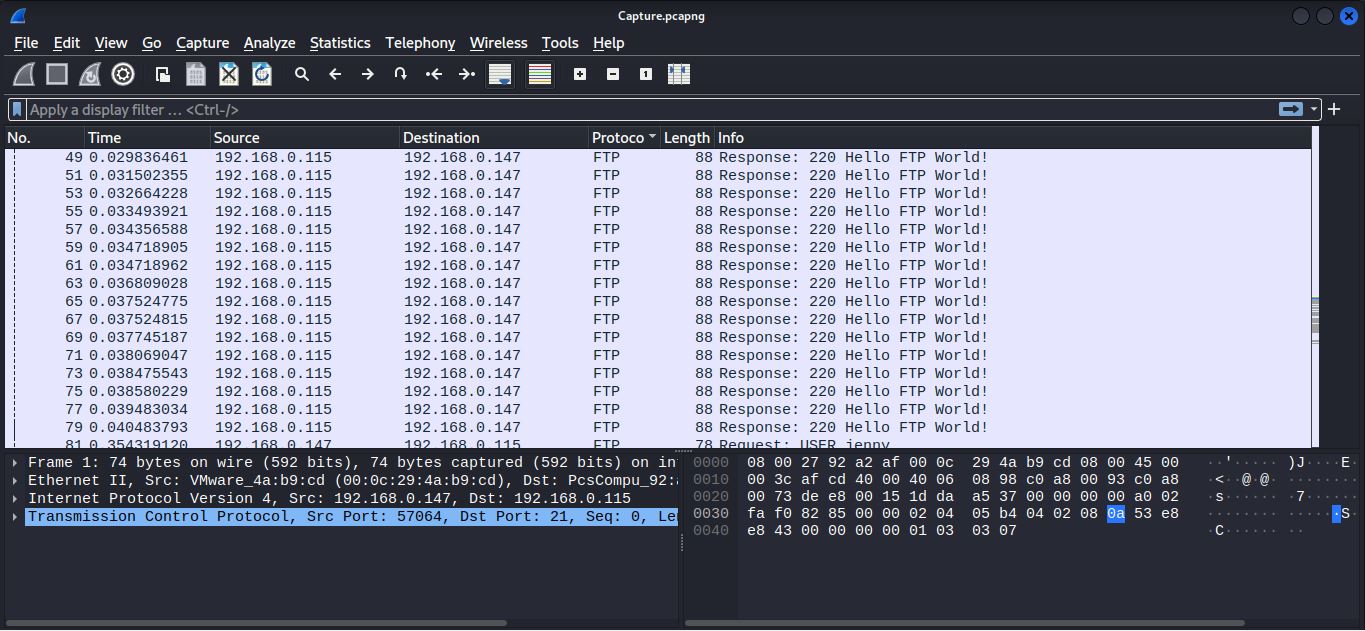 Capture.pcapng
File Edit View Go Capture Analyze Statistics Telephony Wireless Tools Help
Apply a display filter ... <Ctrl-/>
No. Time Source Destination Protoco Length Info
49 0.029836461 192.168.0.115 192.168.0.147 FTP 88 Response: 220 Hello FTP World!
51 0.031502355 192.168.0.115 192.168.0.147 FTP 88 Response: 220 Hello FTP World!
53 0.032664228 192.168.0.115 192.168.0.147 FTP 88 Response: 220 Hello FTP World!
55 0.033493921 192.168.0.115 192.168.0.147 FTP 88 Response: 220 Hello FTP World!
57 0.034356588 192.168.0.115 192.168.0.147 FTP 88 Response: 220 Hello FTP World!
59 0.034718905 192.168.0.115 192.168.0.147 FTP 88 Response: 220 Hello FTP World!
61 0.034718962 192.168.0.115 192.168.0.147 FTP 88 Response: 220 Hello FTP World!
63 0.036809028 192.168.0.115 192.168.0.147 FTP 88 Response: 220 Hello FTP World!
65 0.037524775 192.168.0.115 192.168.0.147 FTP 88 Response: 220 Hello FTP World!
67 0.037524815 192.168.0.115 192.168.0.147 FTP 88 Response: 220 Hello FTP World!
69 0.037745187 192.168.0.115 192.168.0.147 FTP 88 Response: 220 Hello FTP World!
71 0.038069047 192.168.0.115 192.168.0.147 FTP 88 Response: 220 Hello FTP World!
73 0.038475543 192.168.0.115 192.168.0.147 FTP 88 Response: 220 Hello FTP World!
75 0.038580229 192.168.0.115 192.168.0.147 FTP 88 Response: 220 Hello FTP World!
77 0.039483034 192.168.0.115 192.168.0.147 FTP 88 Response: 220 Hello FTP World!
79 0.040483793 192.168.0.115 192.168.0.147 FTP 88 Response: 220 Hello FTP World!
81 0.354319120 192.168.0.147 192.168.0.115 FTP 78 Request: USER jenny
Frame 1: 74 bytes on wire (592 bits), 74 bytes captured (592 bits) on in
Ethernet II, Src: VMware_4a:b9:cd (00:0c:29:4a:b9:cd), Dst: PcsCompu_92:
Internet Protocol Version 4, Src: 192.168.0.147, Dst: 192.168.0.115
Transmission Control Protocol, Src Port: 57064, Dst Port: 21, Seq: 0, Le
0000 08 00 27 92 a2 af 00 0c 29 4a b9 cd 08 00 45 00 ··'····· )J····E·
0010 00 3c af cd 40 00 40 06 08 98 c0 a8 00 93 c0 a8 ·<··@·@· ········
0020 00 73 de e8 00 15 1d da a5 37 00 00 00 00 a0 02 ·s······ ·7······
0030 fa f0 82 85 00 00 02 04 05 b4 04 02 08 0a 53 e8 ········ ······S·
0040 e8 43 00 00 00 00 01 03 03 07 ·C······ ··